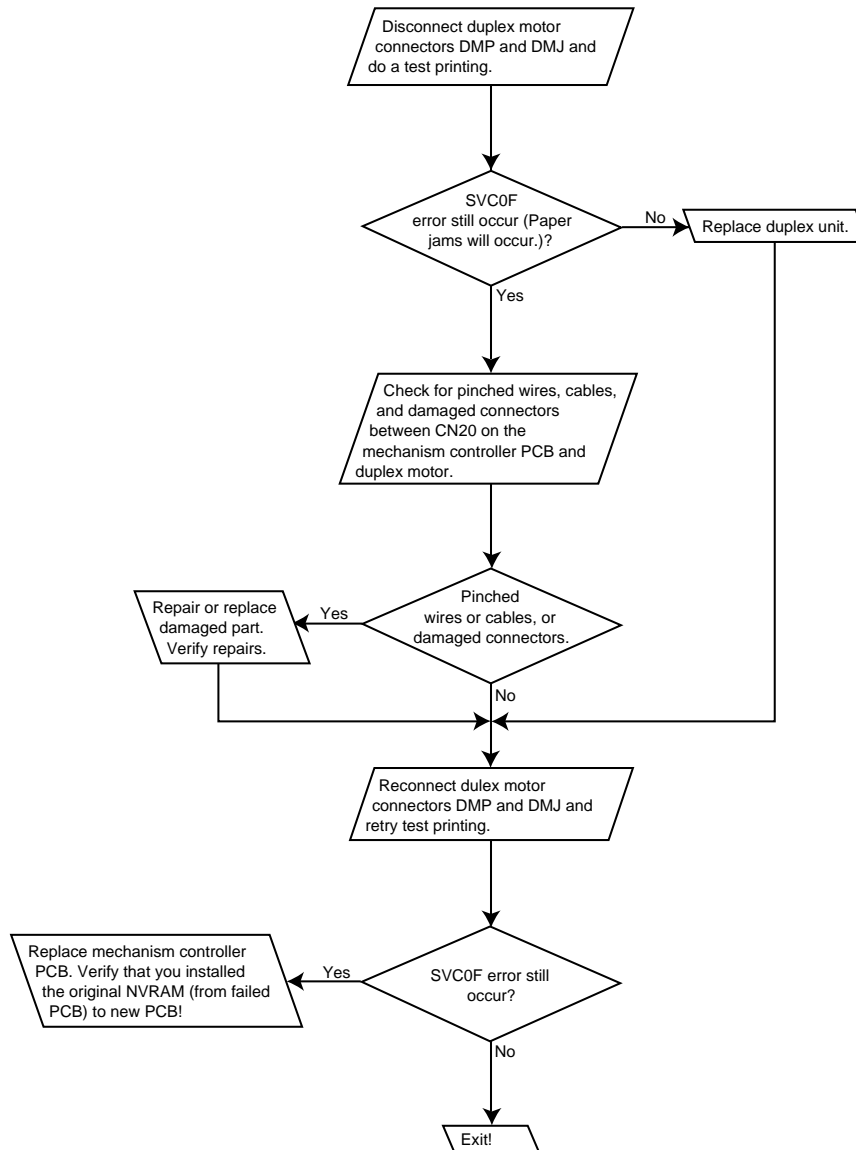 Disconnect duplex motor
connectors DMP and DMJ and
do a test printing.
SVC0F
error still occur (Paper
jams will occur.)?
No
Replace duplex unit.
Yes
Check for pinched wires, cables,
and damaged connectors
between CN20 on the
mechanism controller PCB and
duplex motor.
Pinched
wires or cables, or
damaged connectors.
Yes
Repair or replace
damaged part.
Verify repairs.
No
Reconnect dulex motor
connectors DMP and DMJ and
retry test printing.
SVC0F error still
occur?
Yes
Replace mechanism controller
PCB. Verify that you installed
the original NVRAM (from failed
PCB) to new PCB!
No
Exit!